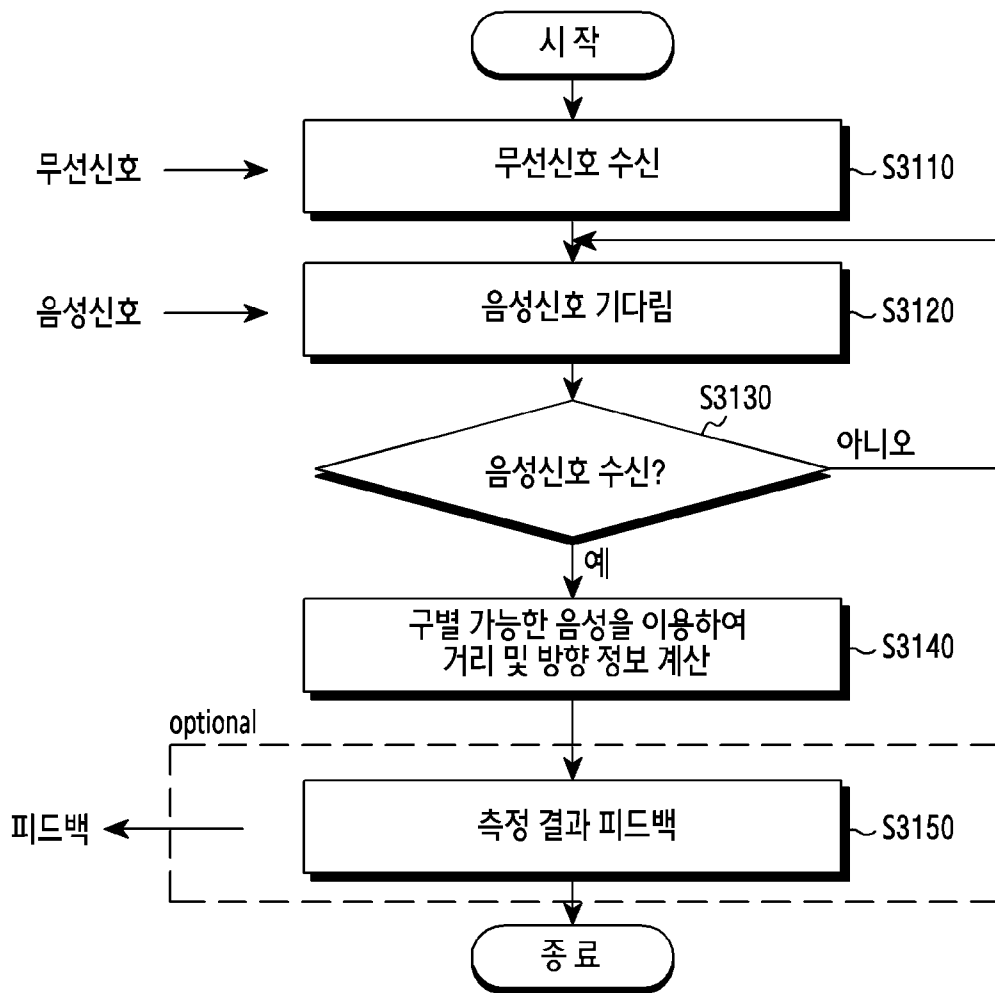 시 작
무선신호
무선신호 수신
S3110
음성신호
음성신호 기다림
S3120
S3130
음성신호 수신?
아니오
예
구별 가능한 음성을 이용하여
거리 및 방향 정보 계산
S3140
optional
피드백
측정 결과 피드백
S3150
종 료